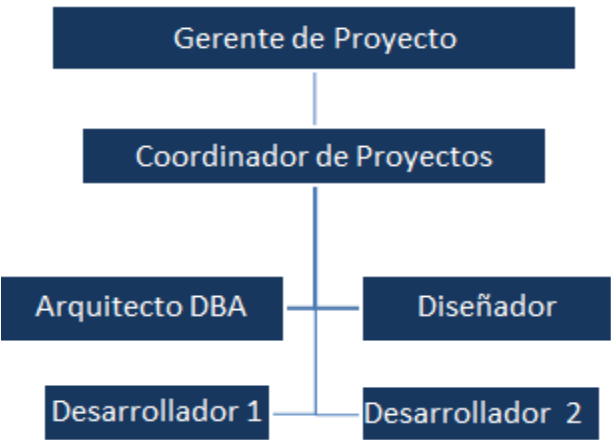 Gerente de Proyecto
Coordinador de Proyectos
Arquitecto DBA
Diseñador
Desarrollador 1
Desarrollador 2